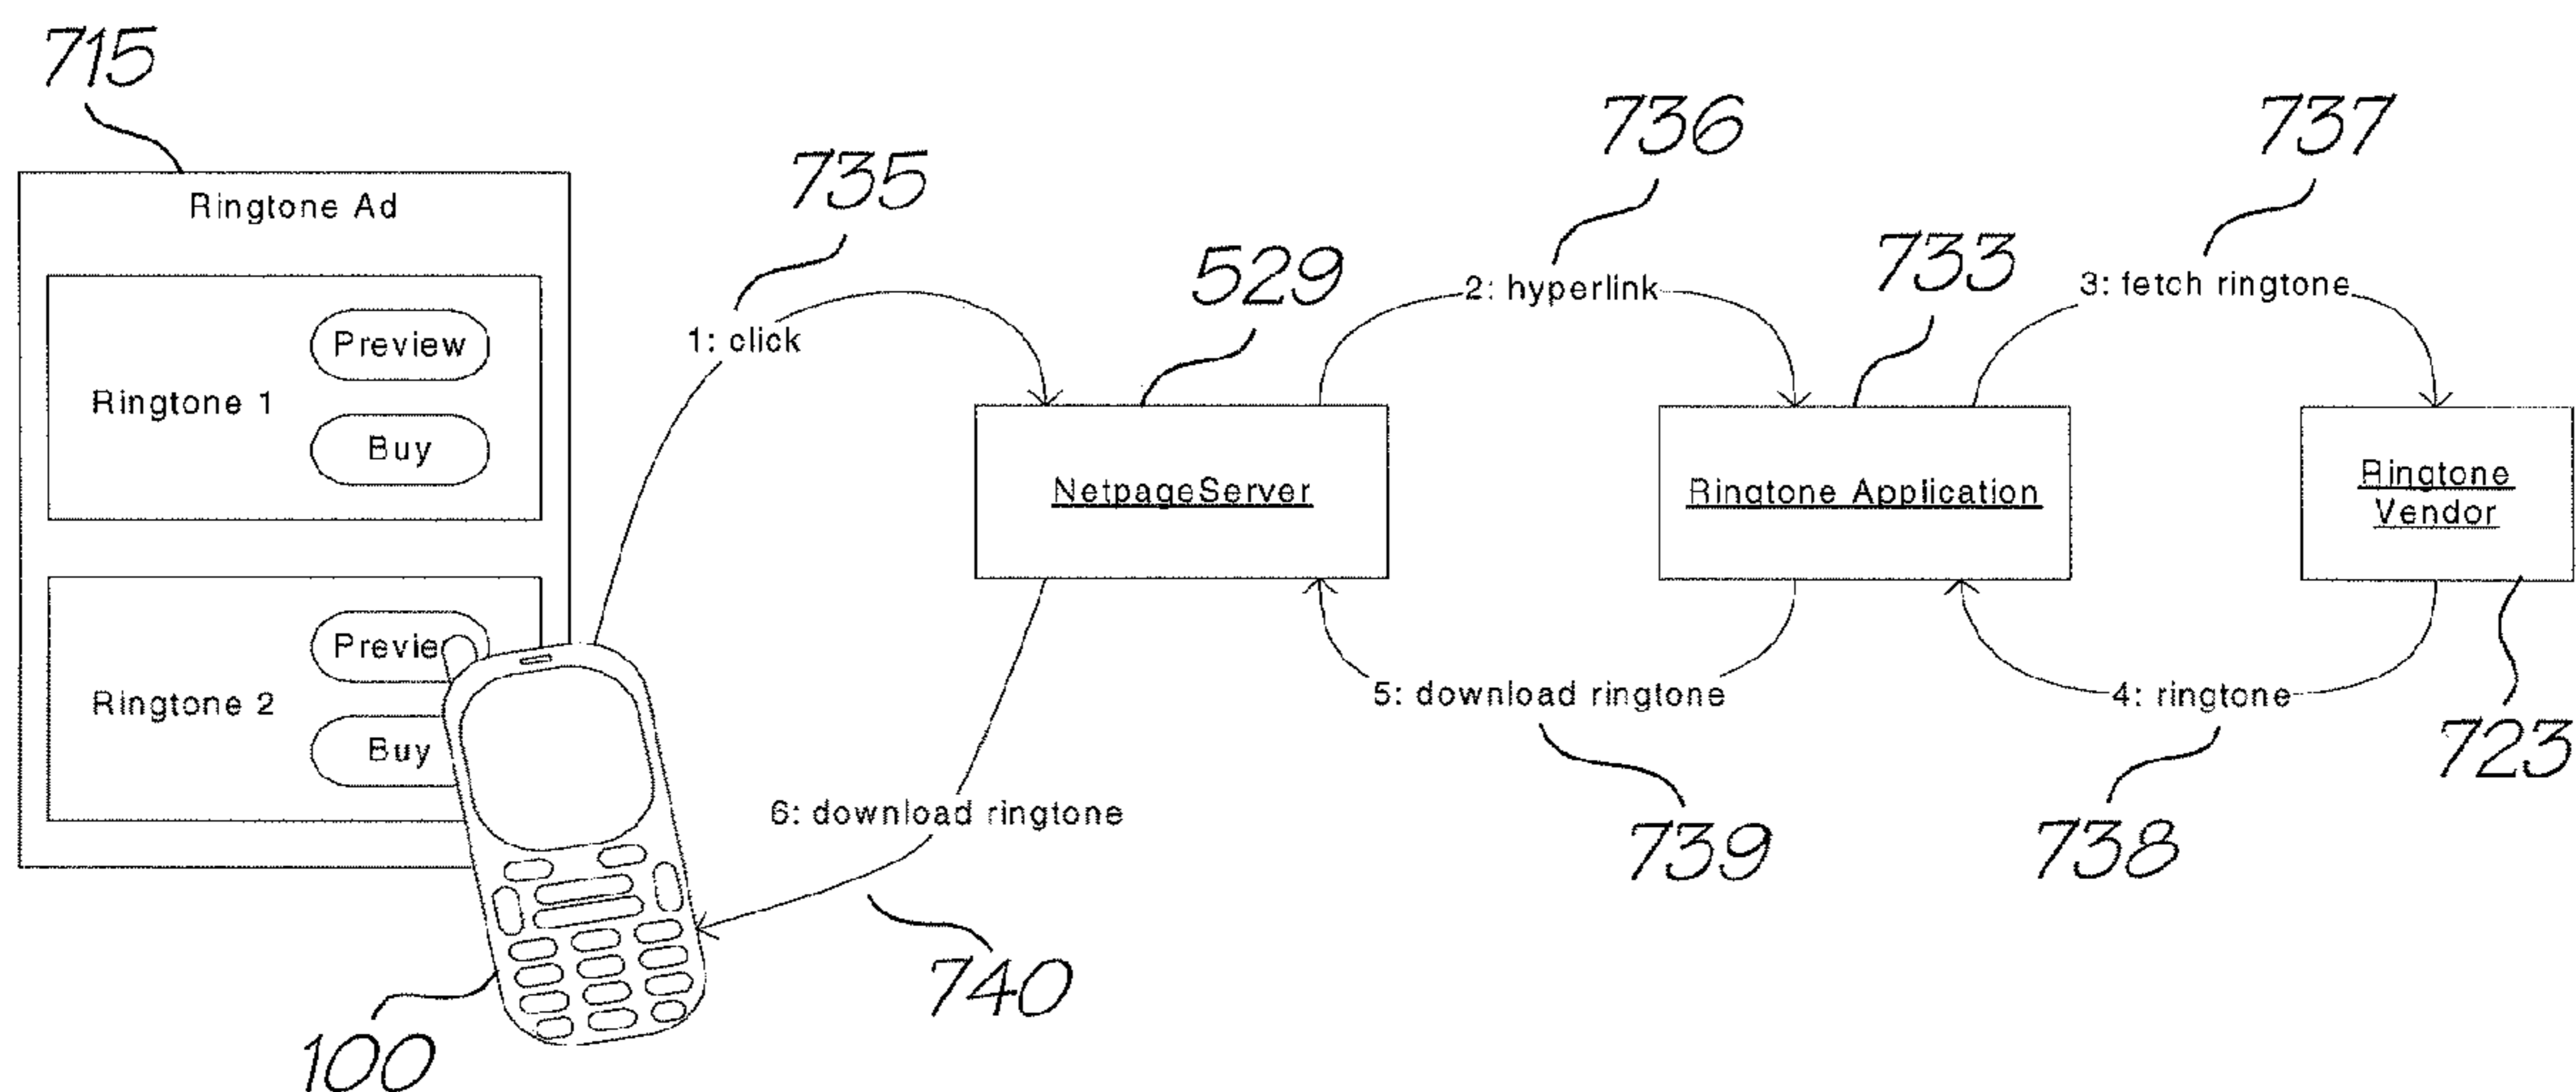 715
Ringtone Ad
Ringtone 1
Preview
Buy
Ringtone 2
Previe
Buy
100
735
1: click
529
NetpageServer
736
2: hyperlink
733
Ringtone Application
737
3: fetch ringtone
Ringtone
Vendor
723
4: ringtone
738
5: download ringtone
739
6: download ringtone
740